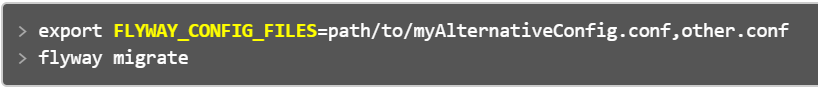 > export FLYWAY_CONFIG_FILES=path/to/myAlternativeConfig.conf,other.conf
> flyway migrate